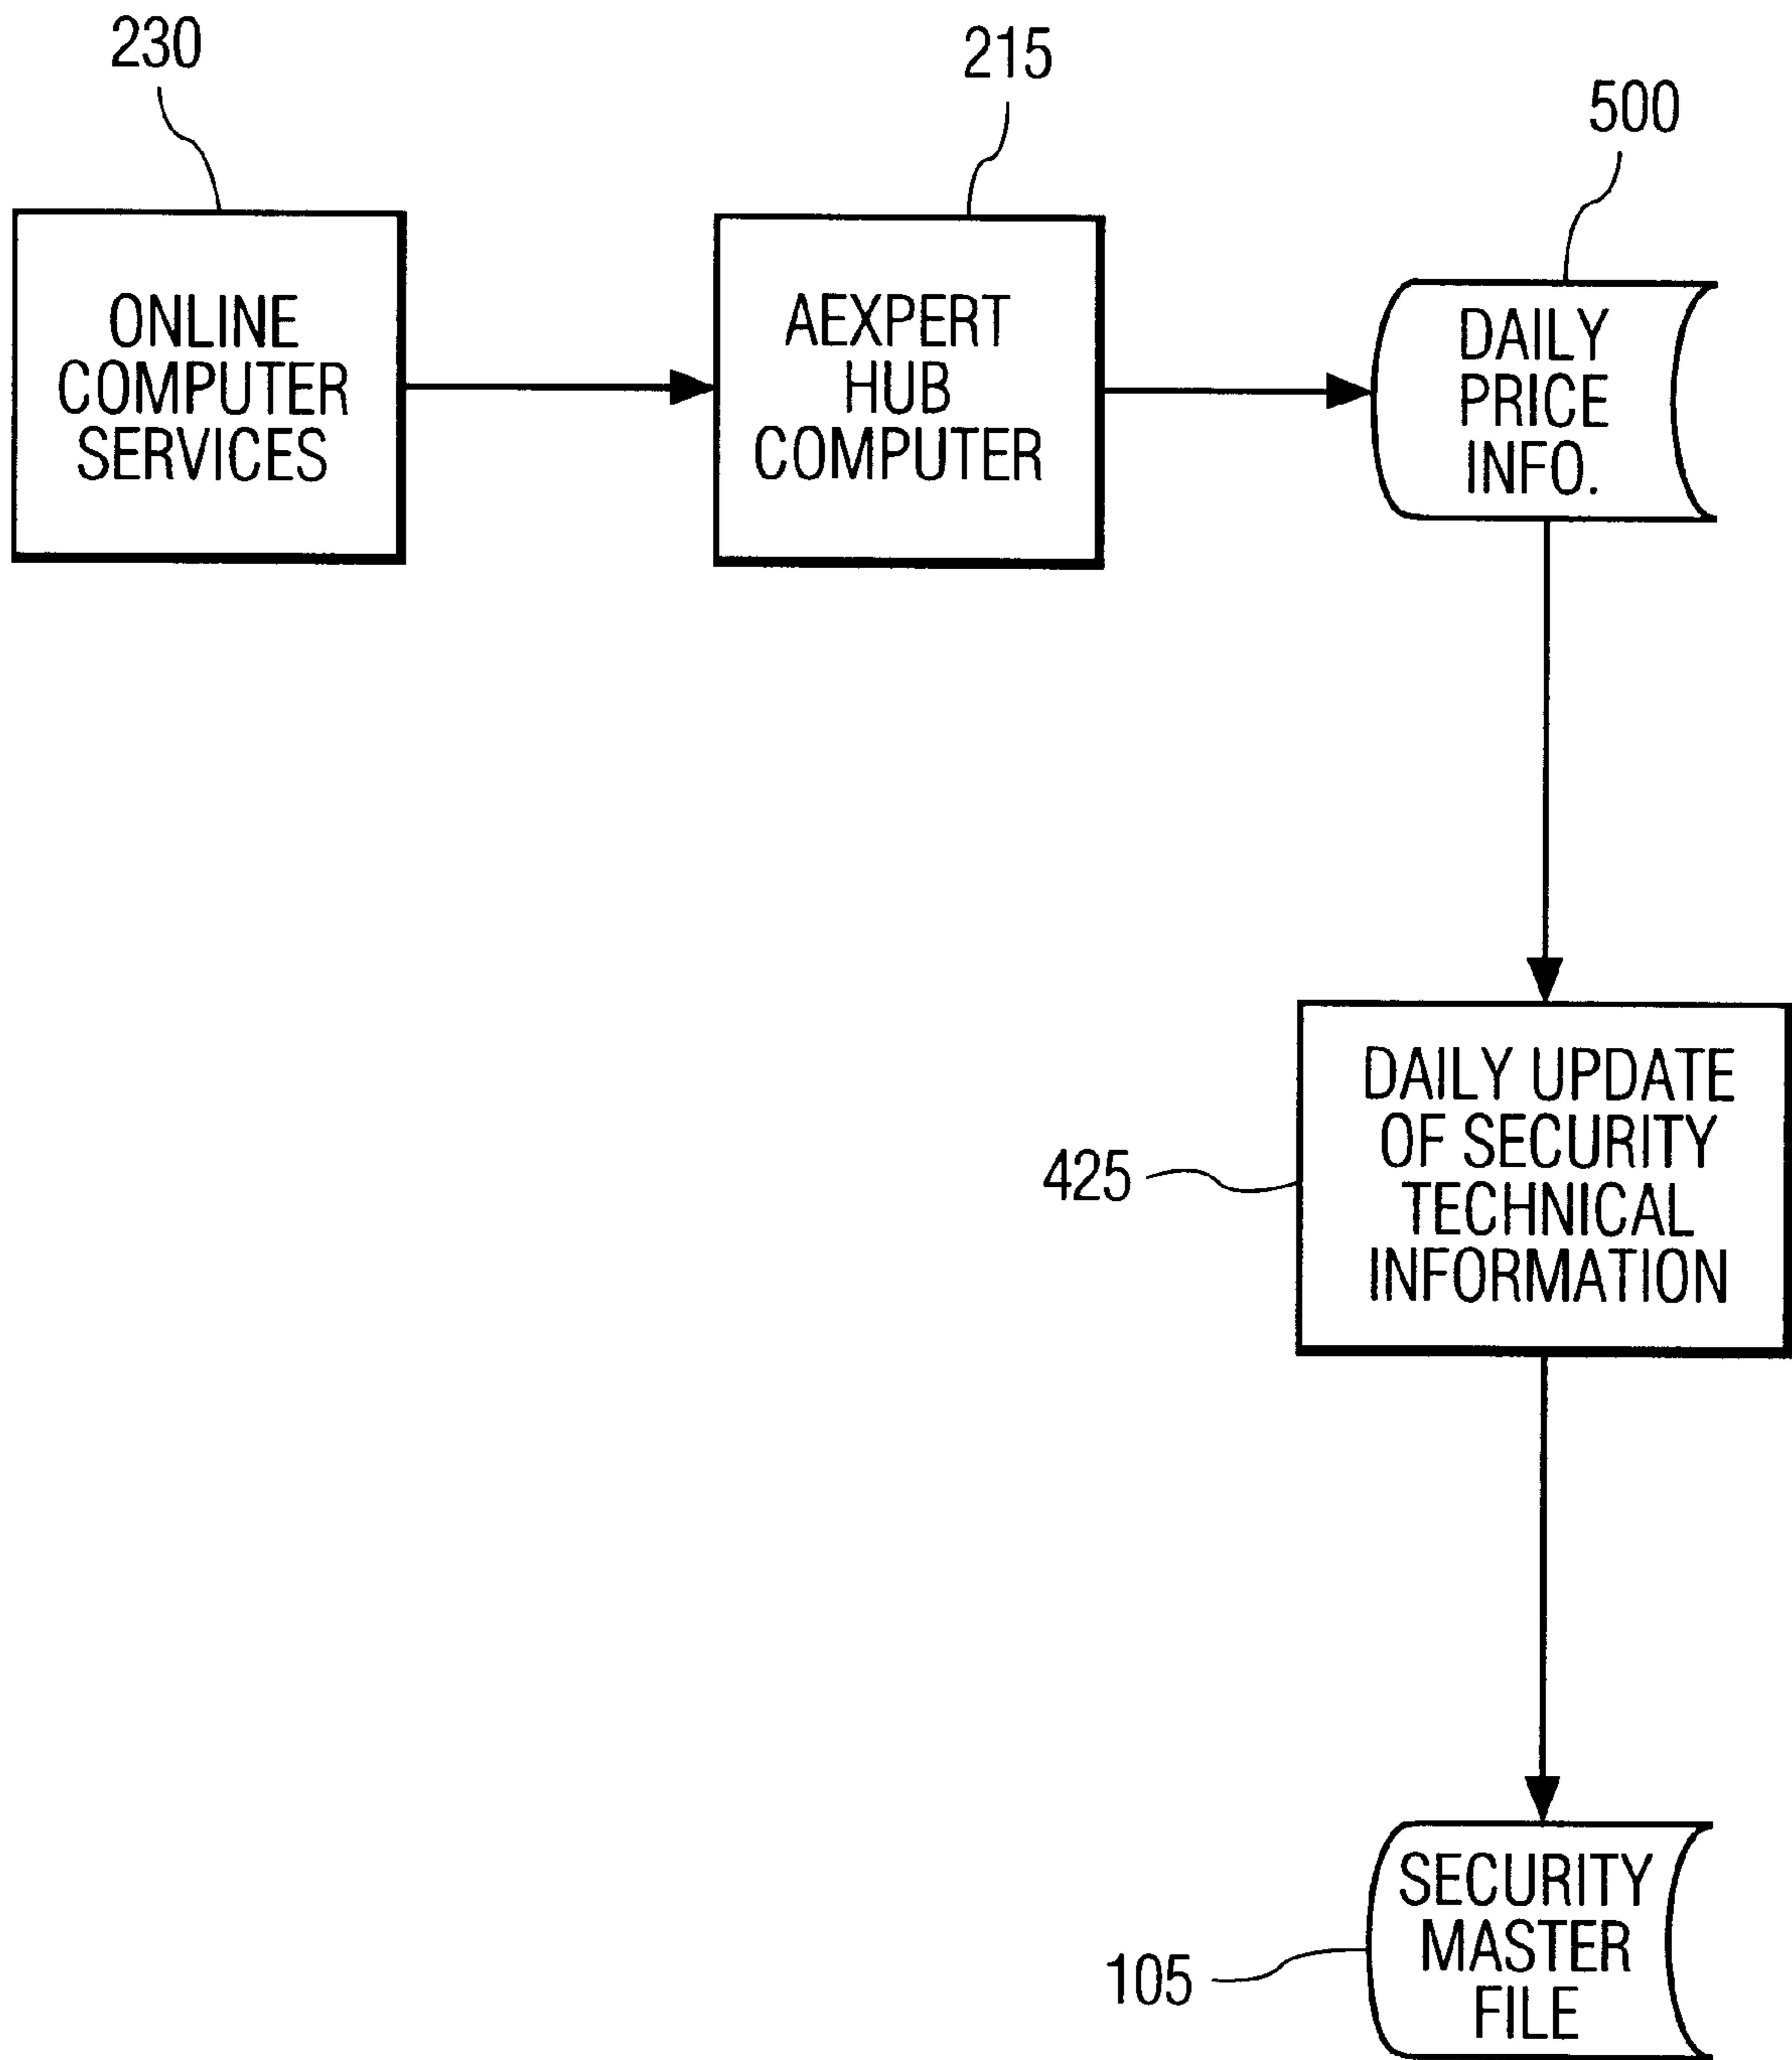 230
215
500
ONLINE
COMPUTER
SERVICES
AEXPERT
HUB
COMPUTER
DAILY
PRICE
INFO.
425
DAILY UPDATE
OF SECURITY
TECHNICAL
INFORMATION
105
SECURITY
MASTER
FILE